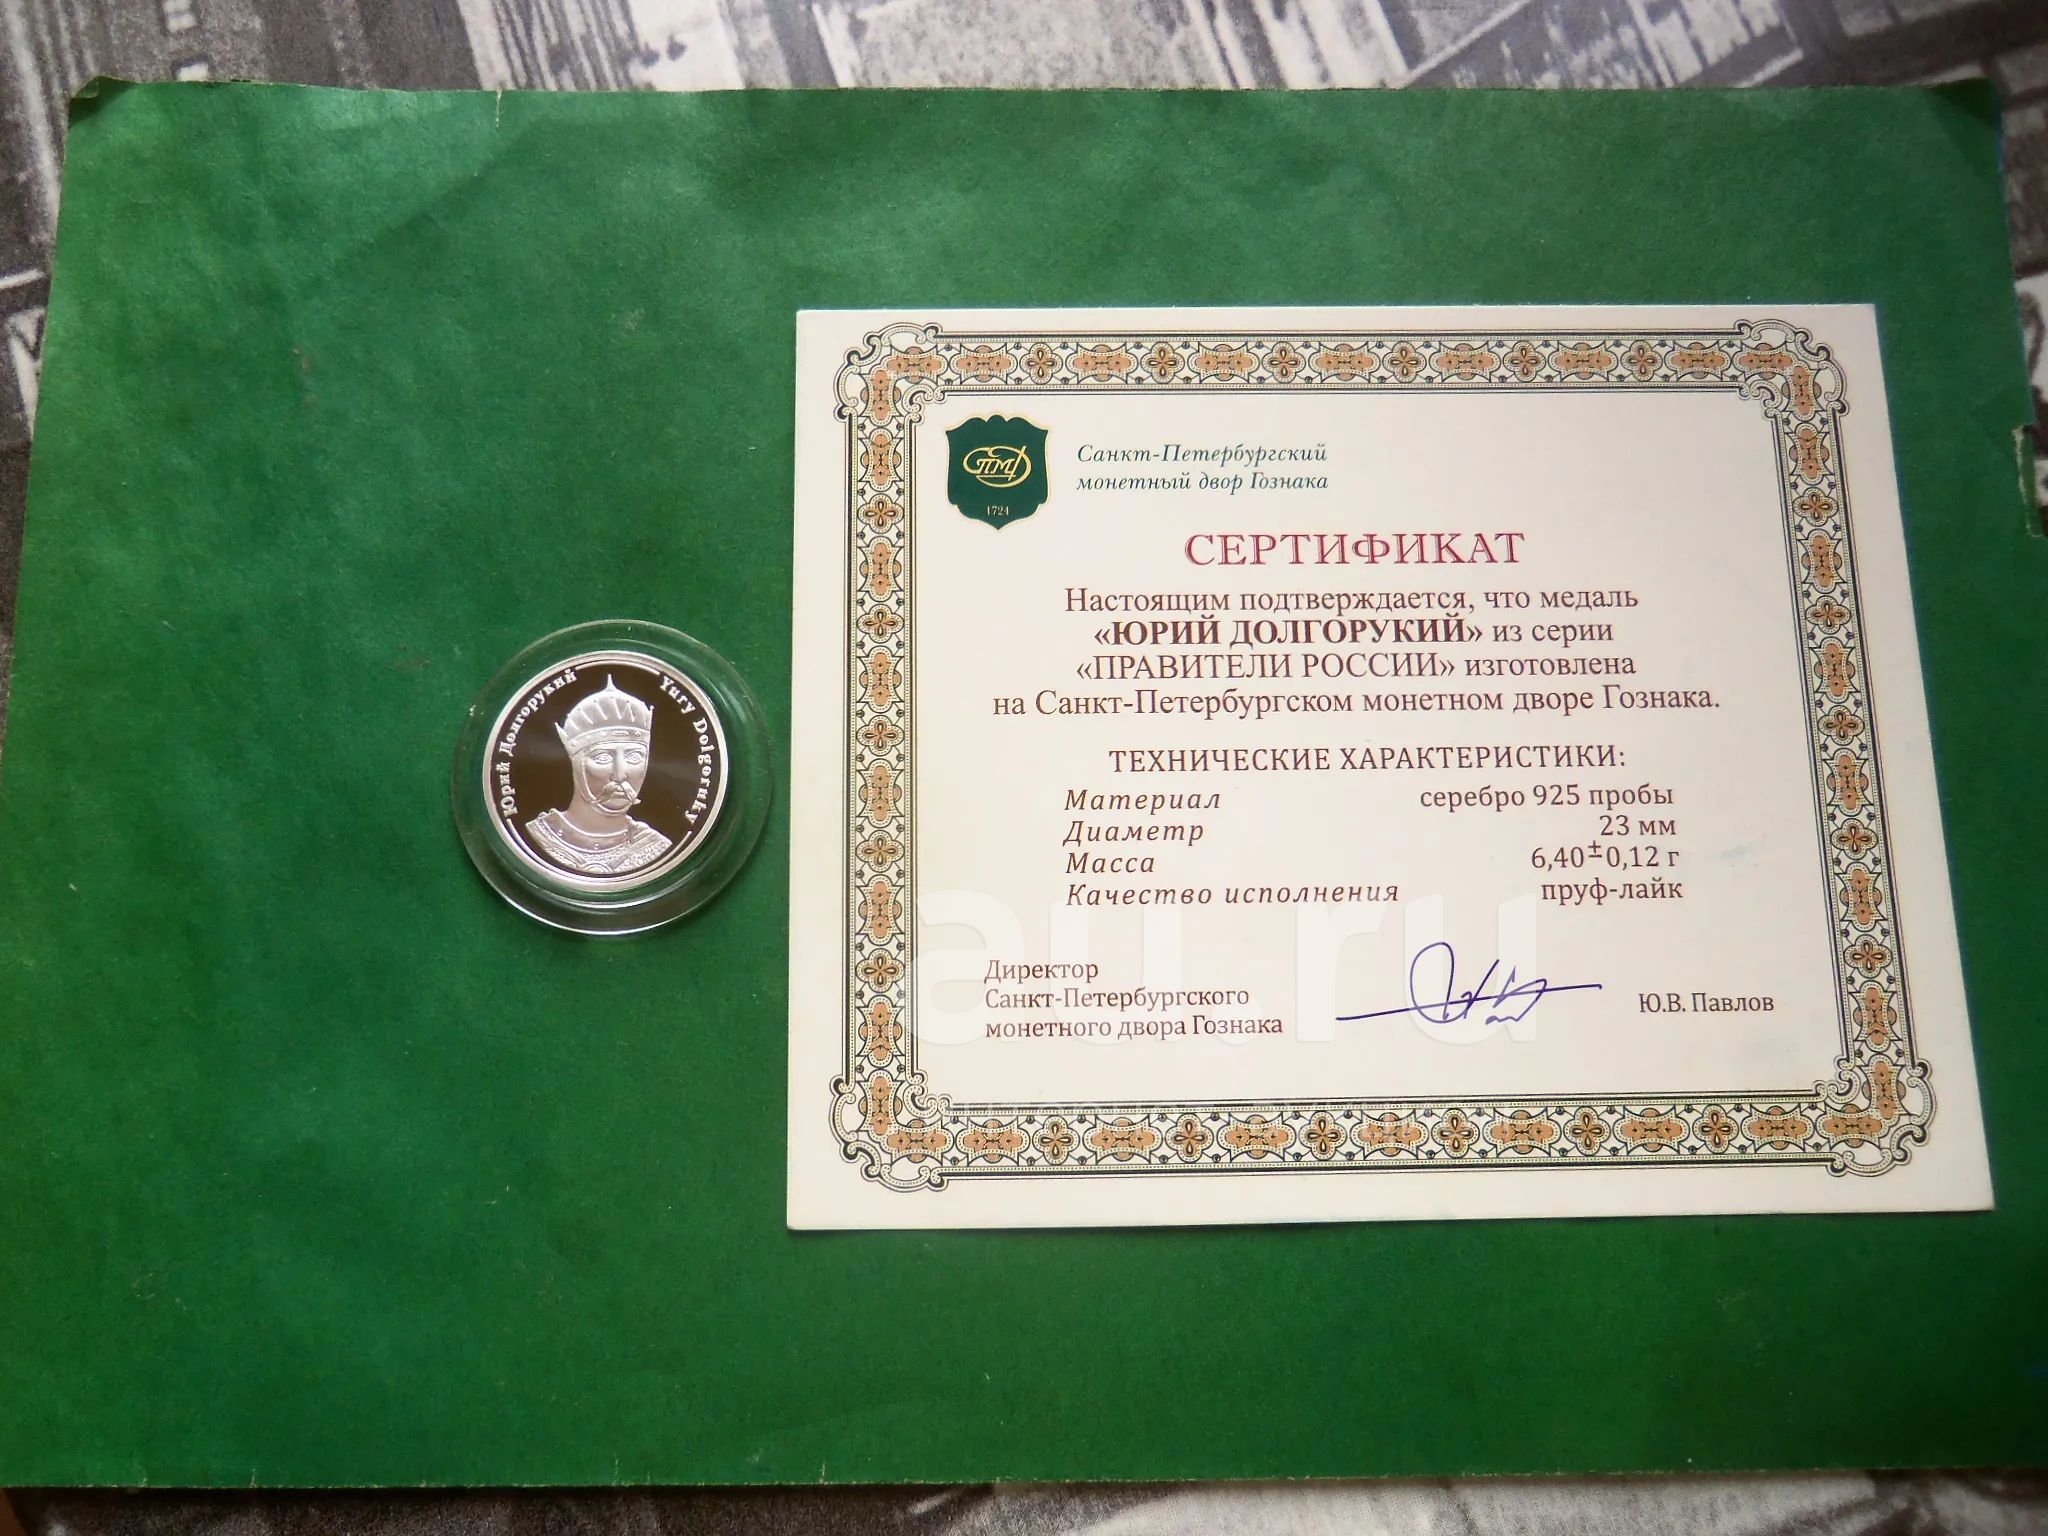 Юрий Долгорукий
Yury Dolgoruky
СПМД
1724
Санкт-Петербургский
монетный двор Гознака
СЕРТИФИКАТ
Настоящим подтверждается, что медаль
«ЮРИЙ ДОЛГОРУКИЙ» из серии
«ПРАВИТЕЛИ РОССИИ» изготовлена
на Санкт-Петербургском монетном дворе Гознака.
ТЕХНИЧЕСКИЕ ХАРАКТЕРИСТИКИ:
Материал серебро 925 пробы
Диаметр 23 мм
Масса 6,40±0,12 г
Качество исполнения пруф-лайк
Директор
Санкт-Петербургского
монетного двора Гознака
Ю.В. Павлов
au.ru